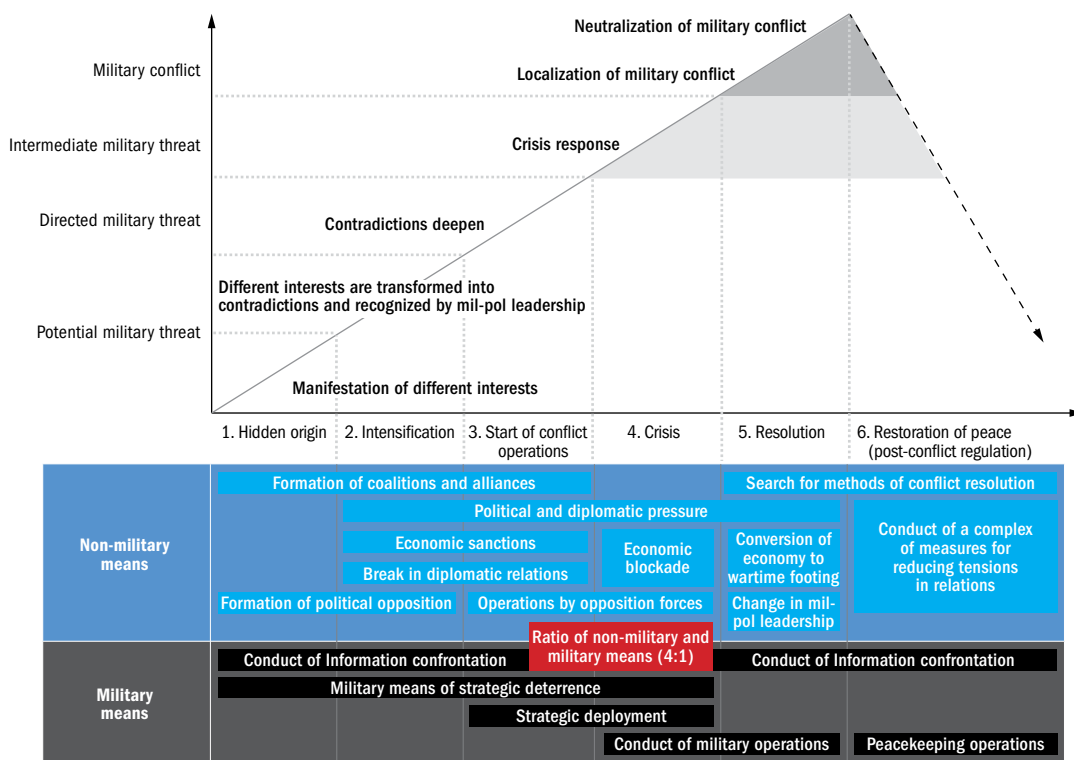 Neutralization of military conflict
Military conflict
Localization of military conflict
Intermediate military threat
Crisis response
Directed military threat
Contradictions deepen
Different interests are transformed into
contradictions and recognized by mil-pol leadership
Potential military threat
Manifestation of different interests
1. Hidden origin
2. Intensification
3. Start of conflict
operations
4. Crisis
5. Resolution
6. Restoration of peace
(post-conflict regulation)
Non-military
means
Formation of coalitions and alliances
Search for methods of conflict resolution
Political and diplomatic pressure
Economic sanctions
Break in diplomatic relations
Economic
blockade
Conversion of
economy to
wartime footing
Conduct of a complex
of measures for
reducing tensions
in relations
Formation of political opposition
Operations by opposition forces
Change in mil-
pol leadership
Ratio of non-military and
military means (4:1)
Military
means
Conduct of Information confrontation
Conduct of Information confrontation
Military means of strategic deterrence
Strategic deployment
Conduct of military operations
Peacekeeping operations